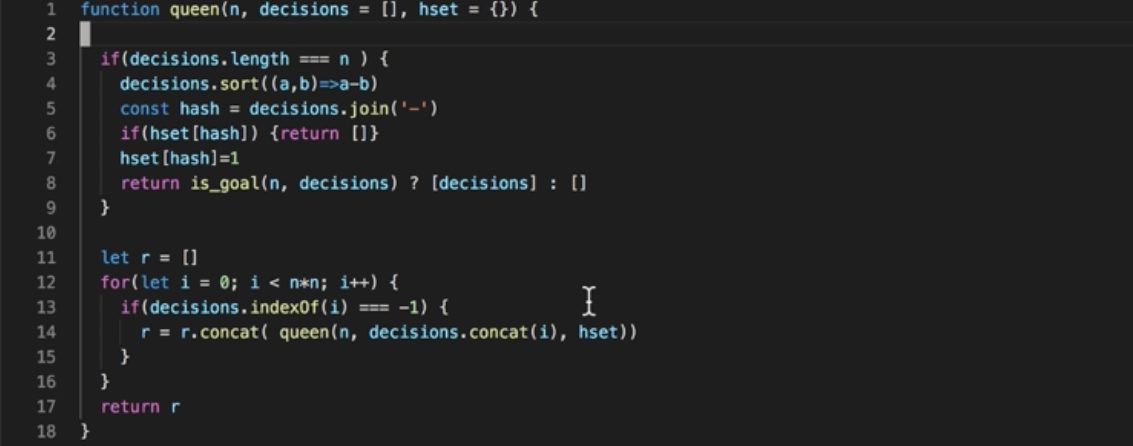 1 function queen(n, decisions = [], hset = {}) {
2
3 if(decisions.length === n ) {
4 decisions.sort((a,b)=>a-b)
5 const hash = decisions.join('-')
6 if(hset[hash]) {return []}
7 hset[hash]=1
8 return is_goal(n, decisions) ? [decisions] : []
9 }
10
11 let r = []
12 for(let i = 0; i < n*n; i++) {
13 if(decisions.indexOf(i) === -1) {
14 r = r.concat( queen(n, decisions.concat(i), hset))
15 }
16 }
17 return r
18 }